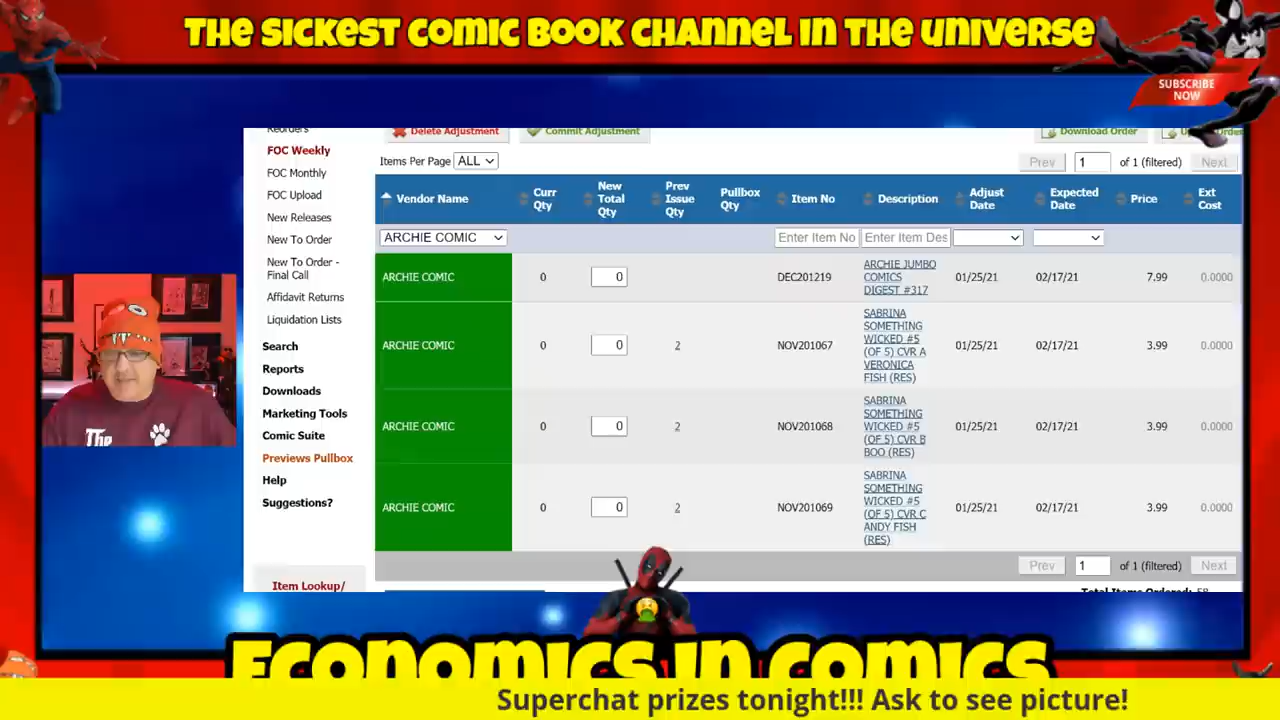 THE SICKEST COMIC BOOK CHANNEL IN THE UNIVERSE
SUBSCRIBE
NOW
Reorders
FOC Weekly
FOC Monthly
FOC Upload
New Releases
New To Order
New To Order -
Final Call
Affidavit Returns
Liquidation Lists
Search
Reports
Downloads
Marketing Tools
Comic Suite
Previews Pullbox
Help
Suggestions?
Item Lookup/
Delete Adjustment Commit Adjustment Download Order
Items Per Page ALL Prev 1 of 1 (filtered) Next
Vendor Name Curr Qty New Total Qty Prev Issue Qty Pullbox Qty Item No Description Adjust Date Expected Date Price Ext Cost
ARCHIE COMIC Enter Item No Enter Item Des
ARCHIE COMIC 0 0 DEC201219 ARCHIE JUMBO COMICS DIGEST #317 01/25/21 02/17/21 7.99 0.0000
ARCHIE COMIC 0 0 2 NOV201067 SABRINA SOMETHING WICKED #5 (OF 5) CVR A VERONICA FISH (RES) 01/25/21 02/17/21 3.99 0.0000
ARCHIE COMIC 0 0 2 NOV201068 SABRINA SOMETHING WICKED #5 (OF 5) CVR B BOO (RES) 01/25/21 02/17/21 3.99 0.0000
ARCHIE COMIC 0 0 2 NOV201069 SABRINA SOMETHING WICKED #5 (OF 5) CVR C ANDY FISH (RES) 01/25/21 02/17/21 3.99 0.0000
Prev 1 of 1 (filtered) Next
Total Items Ordered: 58
The
ECONOMICS IN COMICS
Superchat prizes tonight!!! Ask to see picture!